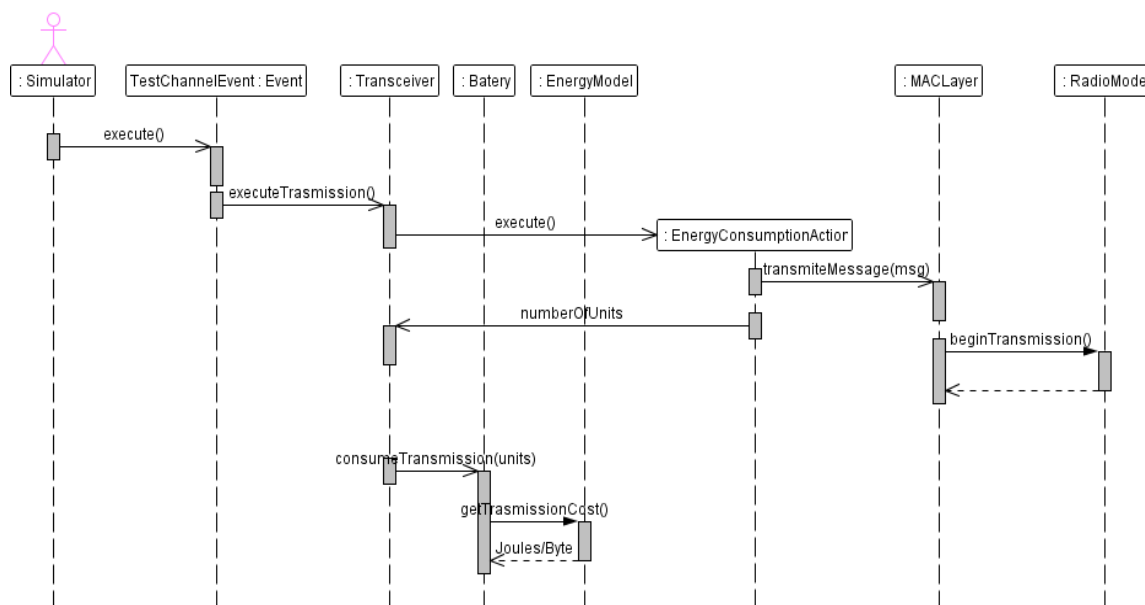 : Simulator
TestChannelEvent : Event
: Transceiver
: Batery
: EnergyModel
: MACLayer
: RadioModel
execute()
executeTrasmission()
execute()
: EnergyConsumptionAction
transmiteMessage(msg)
numberOfUnits
beginTransmission()
consumeTransmission(units)
getTrasmissionCost()
Joules/Byte